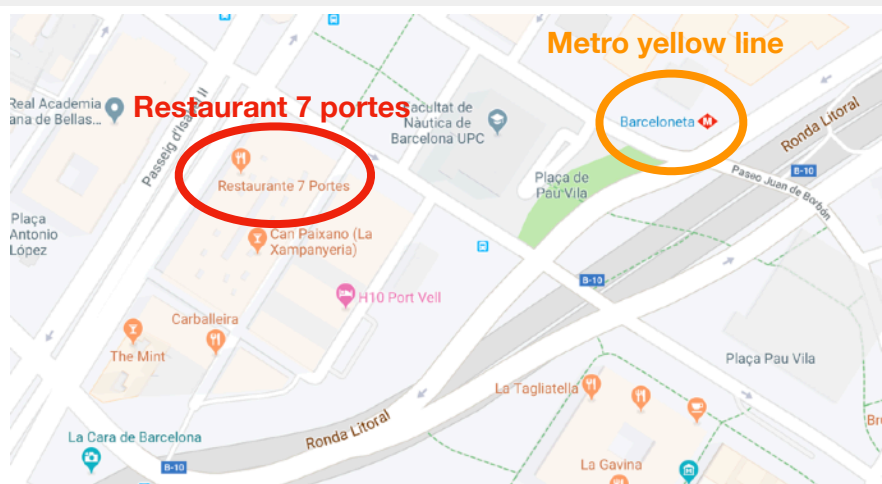 Metro yellow line
Restaurant 7 portes
Real Academia
ana de Bellas...
Passeig d'Isabel II
Facultat de
Nàutica de
Barcelona UPC
Barceloneta
M
Ronda Litoral
B-10
Paseo Juan de Borbón
Restaurante 7 Portes
Plaça de
Pau Vila
Plaça
Antonio
López
Can Paixano (La
Xampanyeria)
B-10
H10 Port Vell
Carballeira
The Mint
Plaça Pau Vila
La Tagliatella
Ronda Litoral
Bru
La Cara de Barcelona
B-10
La Gavina